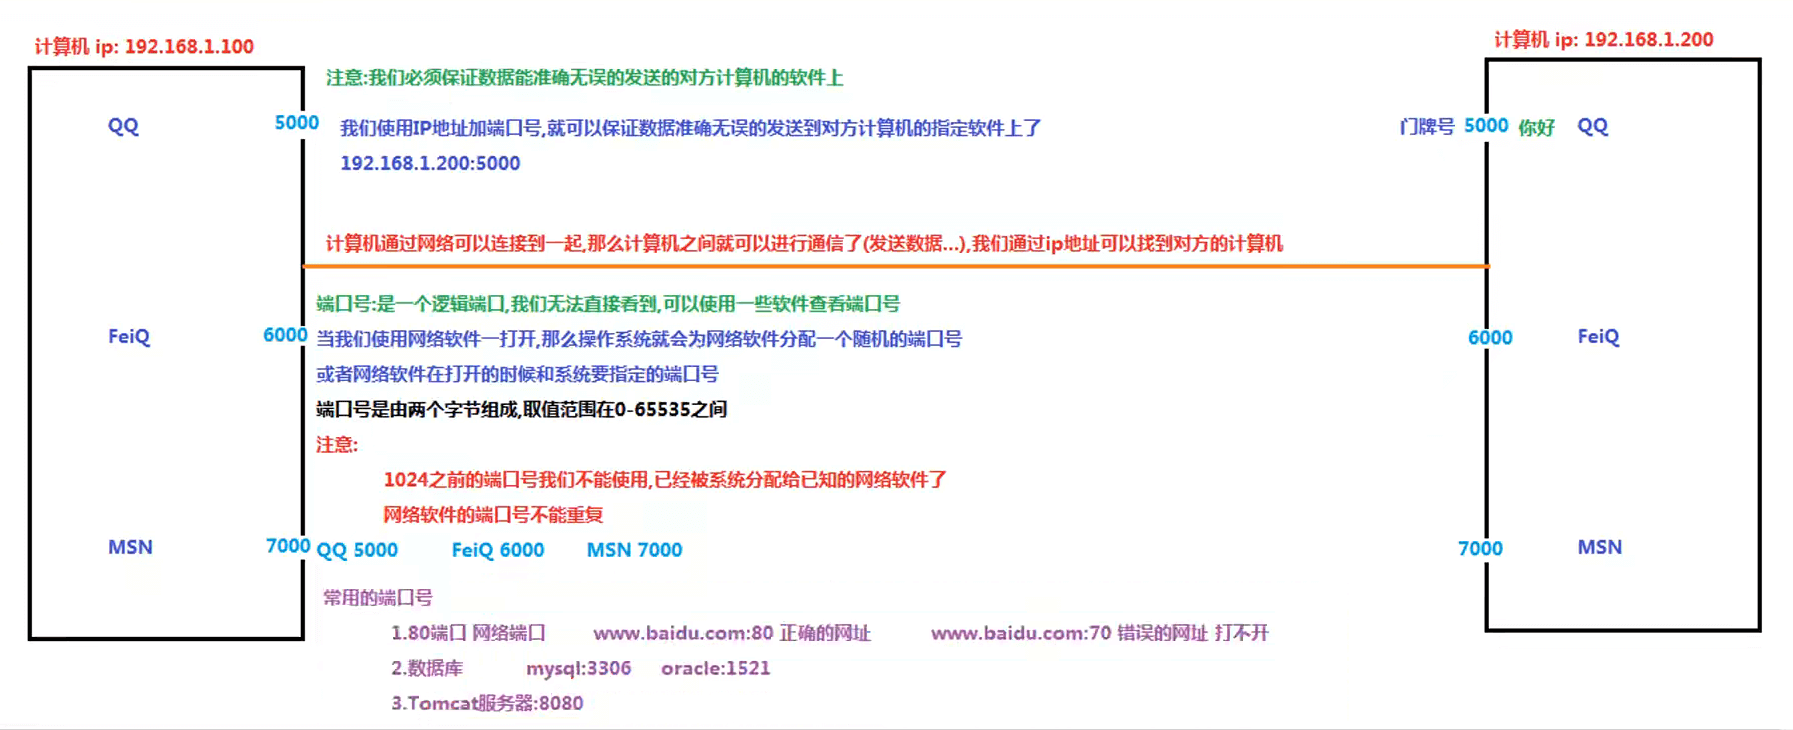 计算机 ip: 192.168.1.100
计算机 ip: 192.168.1.200
注意:我们必须保证数据能准确无误的发送的对方计算机的软件上
QQ 5000 我们使用IP地址加端口号,就可以保证数据准确无误的发送到对方计算机的指定软件上了 门牌号 5000 你好 QQ
192.168.1.200:5000
计算机通过网络可以连接到一起,那么计算机之间就可以进行通信了(发送数据...),我们通过ip地址可以找到对方的计算机
端口号:是一个逻辑端口,我们无法直接看到,可以使用一些软件查看端口号
FeiQ 6000 当我们使用网络软件一打开,那么操作系统就会为网络软件分配一个随机的端口号 6000 FeiQ
或者网络软件在打开的时候和系统要指定的端口号
端口号是由两个字节组成,取值范围在0-65535之间
注意:
1024之前的端口号我们不能使用,已经被系统分配给已知的网络软件了
网络软件的端口号不能重复
MSN 7000 QQ 5000 FeiQ 6000 MSN 7000 7000 MSN
常用的端口号
1.80端口 网络端口 www.baidu.com:80 正确的网址 www.baidu.com:70 错误的网址 打不开
2.数据库 mysql:3306 oracle:1521
3.Tomcat服务器:8080